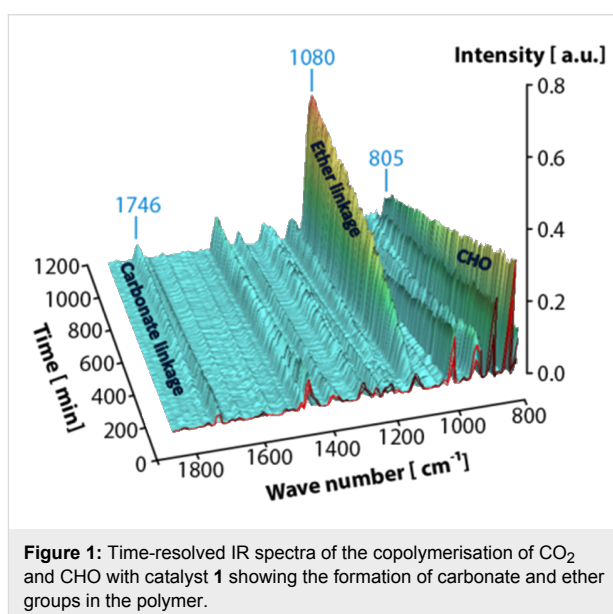 1080
Intensity [ a.u.]
0.8
805
Ether linkage
0.6
1746
0.4
1200
Carbonate linkage
CHO
1000
0.2
800
Time [ min]
600
400
0.0
200
0
1800
1600
1400
1200
1000
800
Wave number [ cm⁻¹]
Figure 1: Time-resolved IR spectra of the copolymerisation of CO₂
and CHO with catalyst 1 showing the formation of carbonate and ether
groups in the polymer.